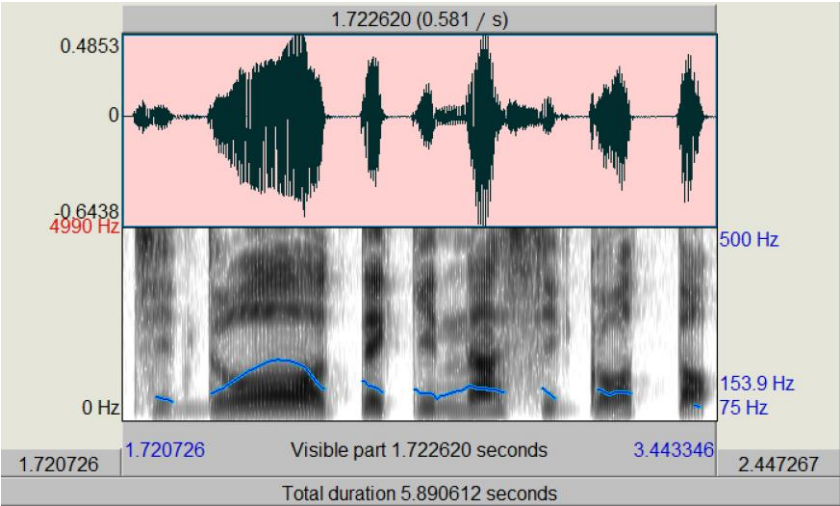 1.722620 (0.581 / s)
0.4853
0
-0.6438
4990 Hz
500 Hz
153.9 Hz
0 Hz
75 Hz
1.720726 Visible part 1.722620 seconds 3.443346
1.720726 2.447267
Total duration 5.890612 seconds